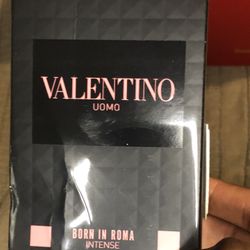 VALENTINO
UOMO
BORN IN ROMA
INTENSE